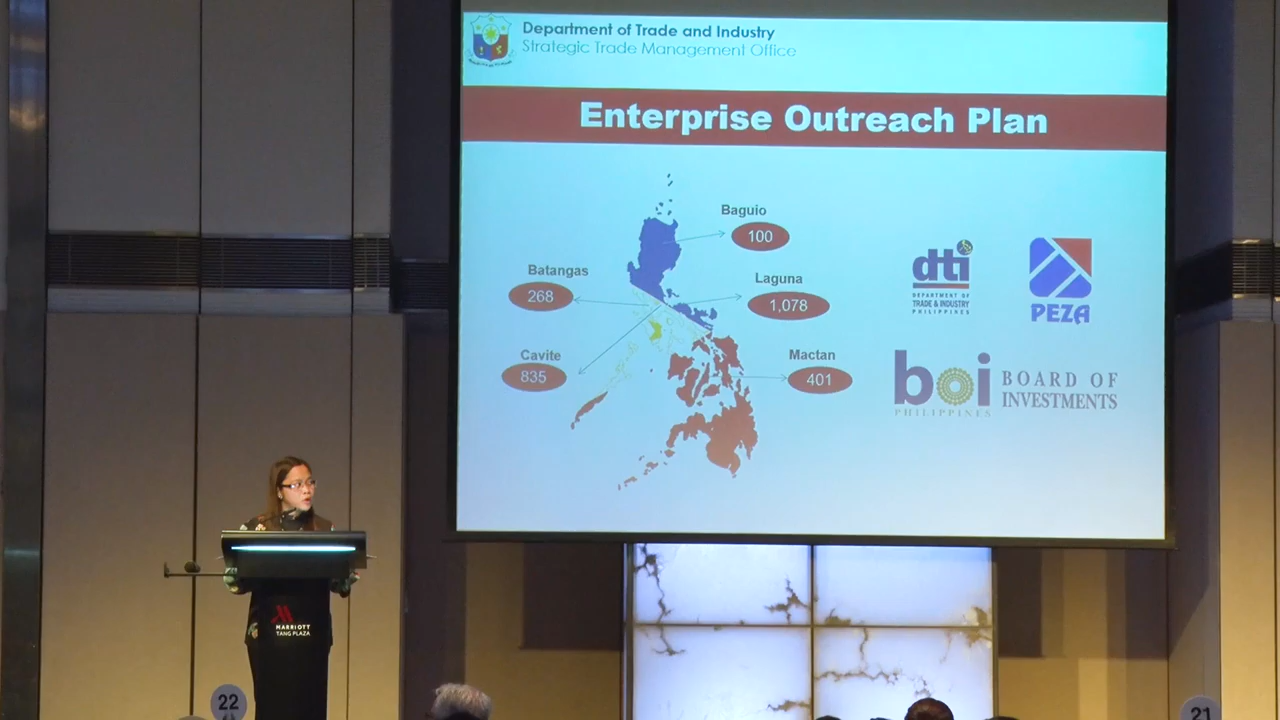 Department of Trade and Industry
Strategic Trade Management Office
Enterprise Outreach Plan
Baguio
100
Batangas
268
Laguna
1,078
Cavite
835
Mactan
401
dti
DEPARTMENT OF
TRADE & INDUSTRY
PHILIPPINES
PEZA
boi
PHILIPPINES
BOARD OF
INVESTMENTS
MARRIOTT
TANG PLAZA
22
21